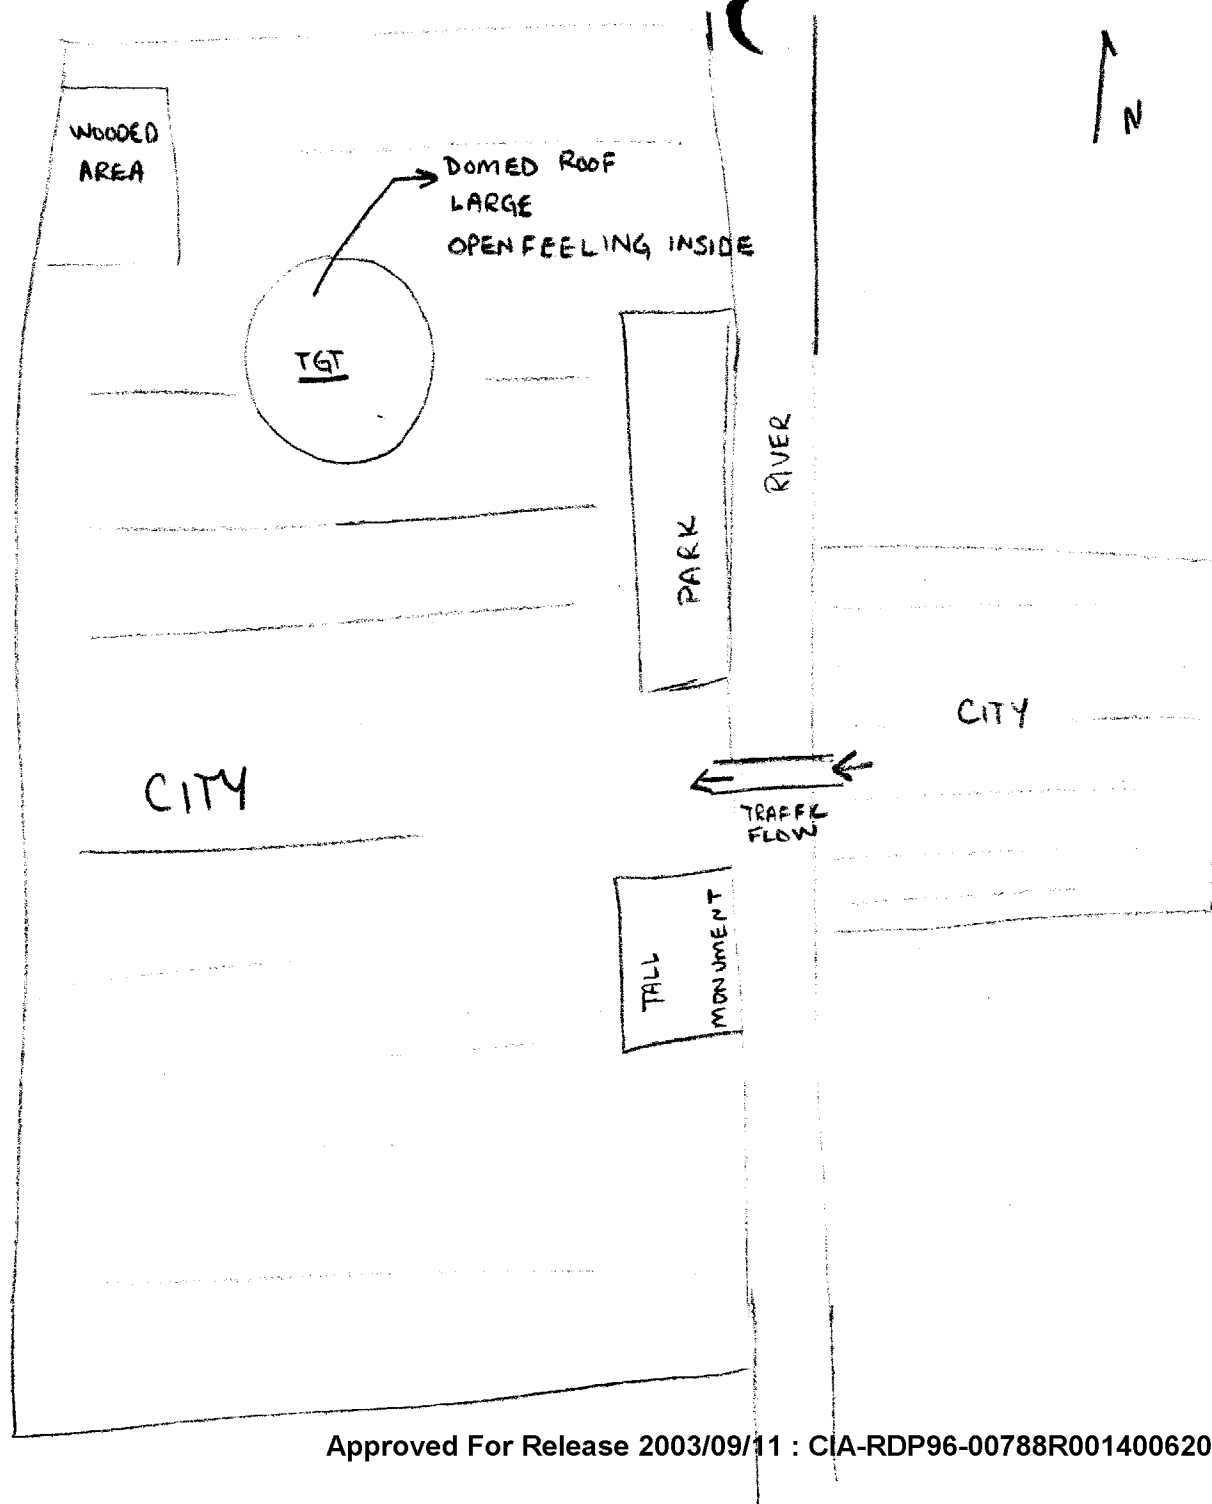 N
WOODED
AREA
DOMED ROOF
LARGE
OPEN FEELING INSIDE
TGT
RIVER
PARK
CITY
CITY
TRAFFIC
FLOW
TALL
MONUMENT
Approved For Release 2003/09/11 : CIA-RDP96-00788R001400620